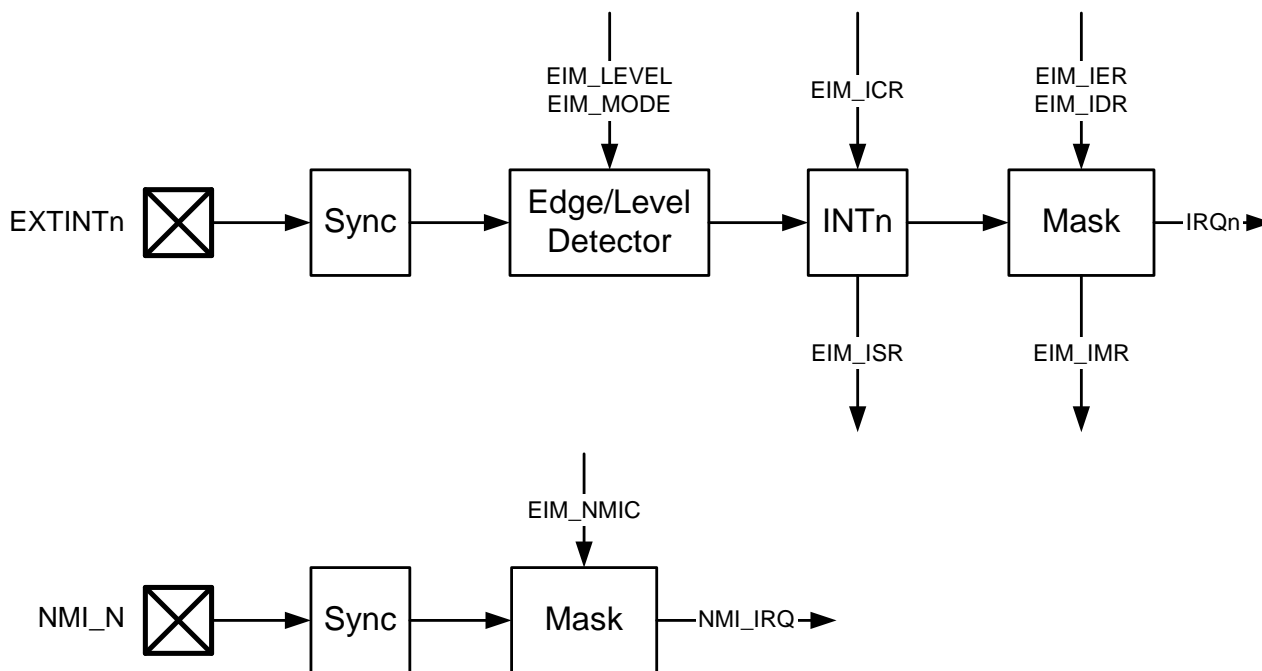 EIM_LEVEL
EIM_MODE
EIM_ICR
EIM_IER
EIM_IDR
EXTINTn
Sync
Edge/Level
Detector
INTn
Mask
IRQn
EIM_ISR
EIM_IMR
EIM_NMIC
NMI_N
Sync
Mask
NMI_IRQ